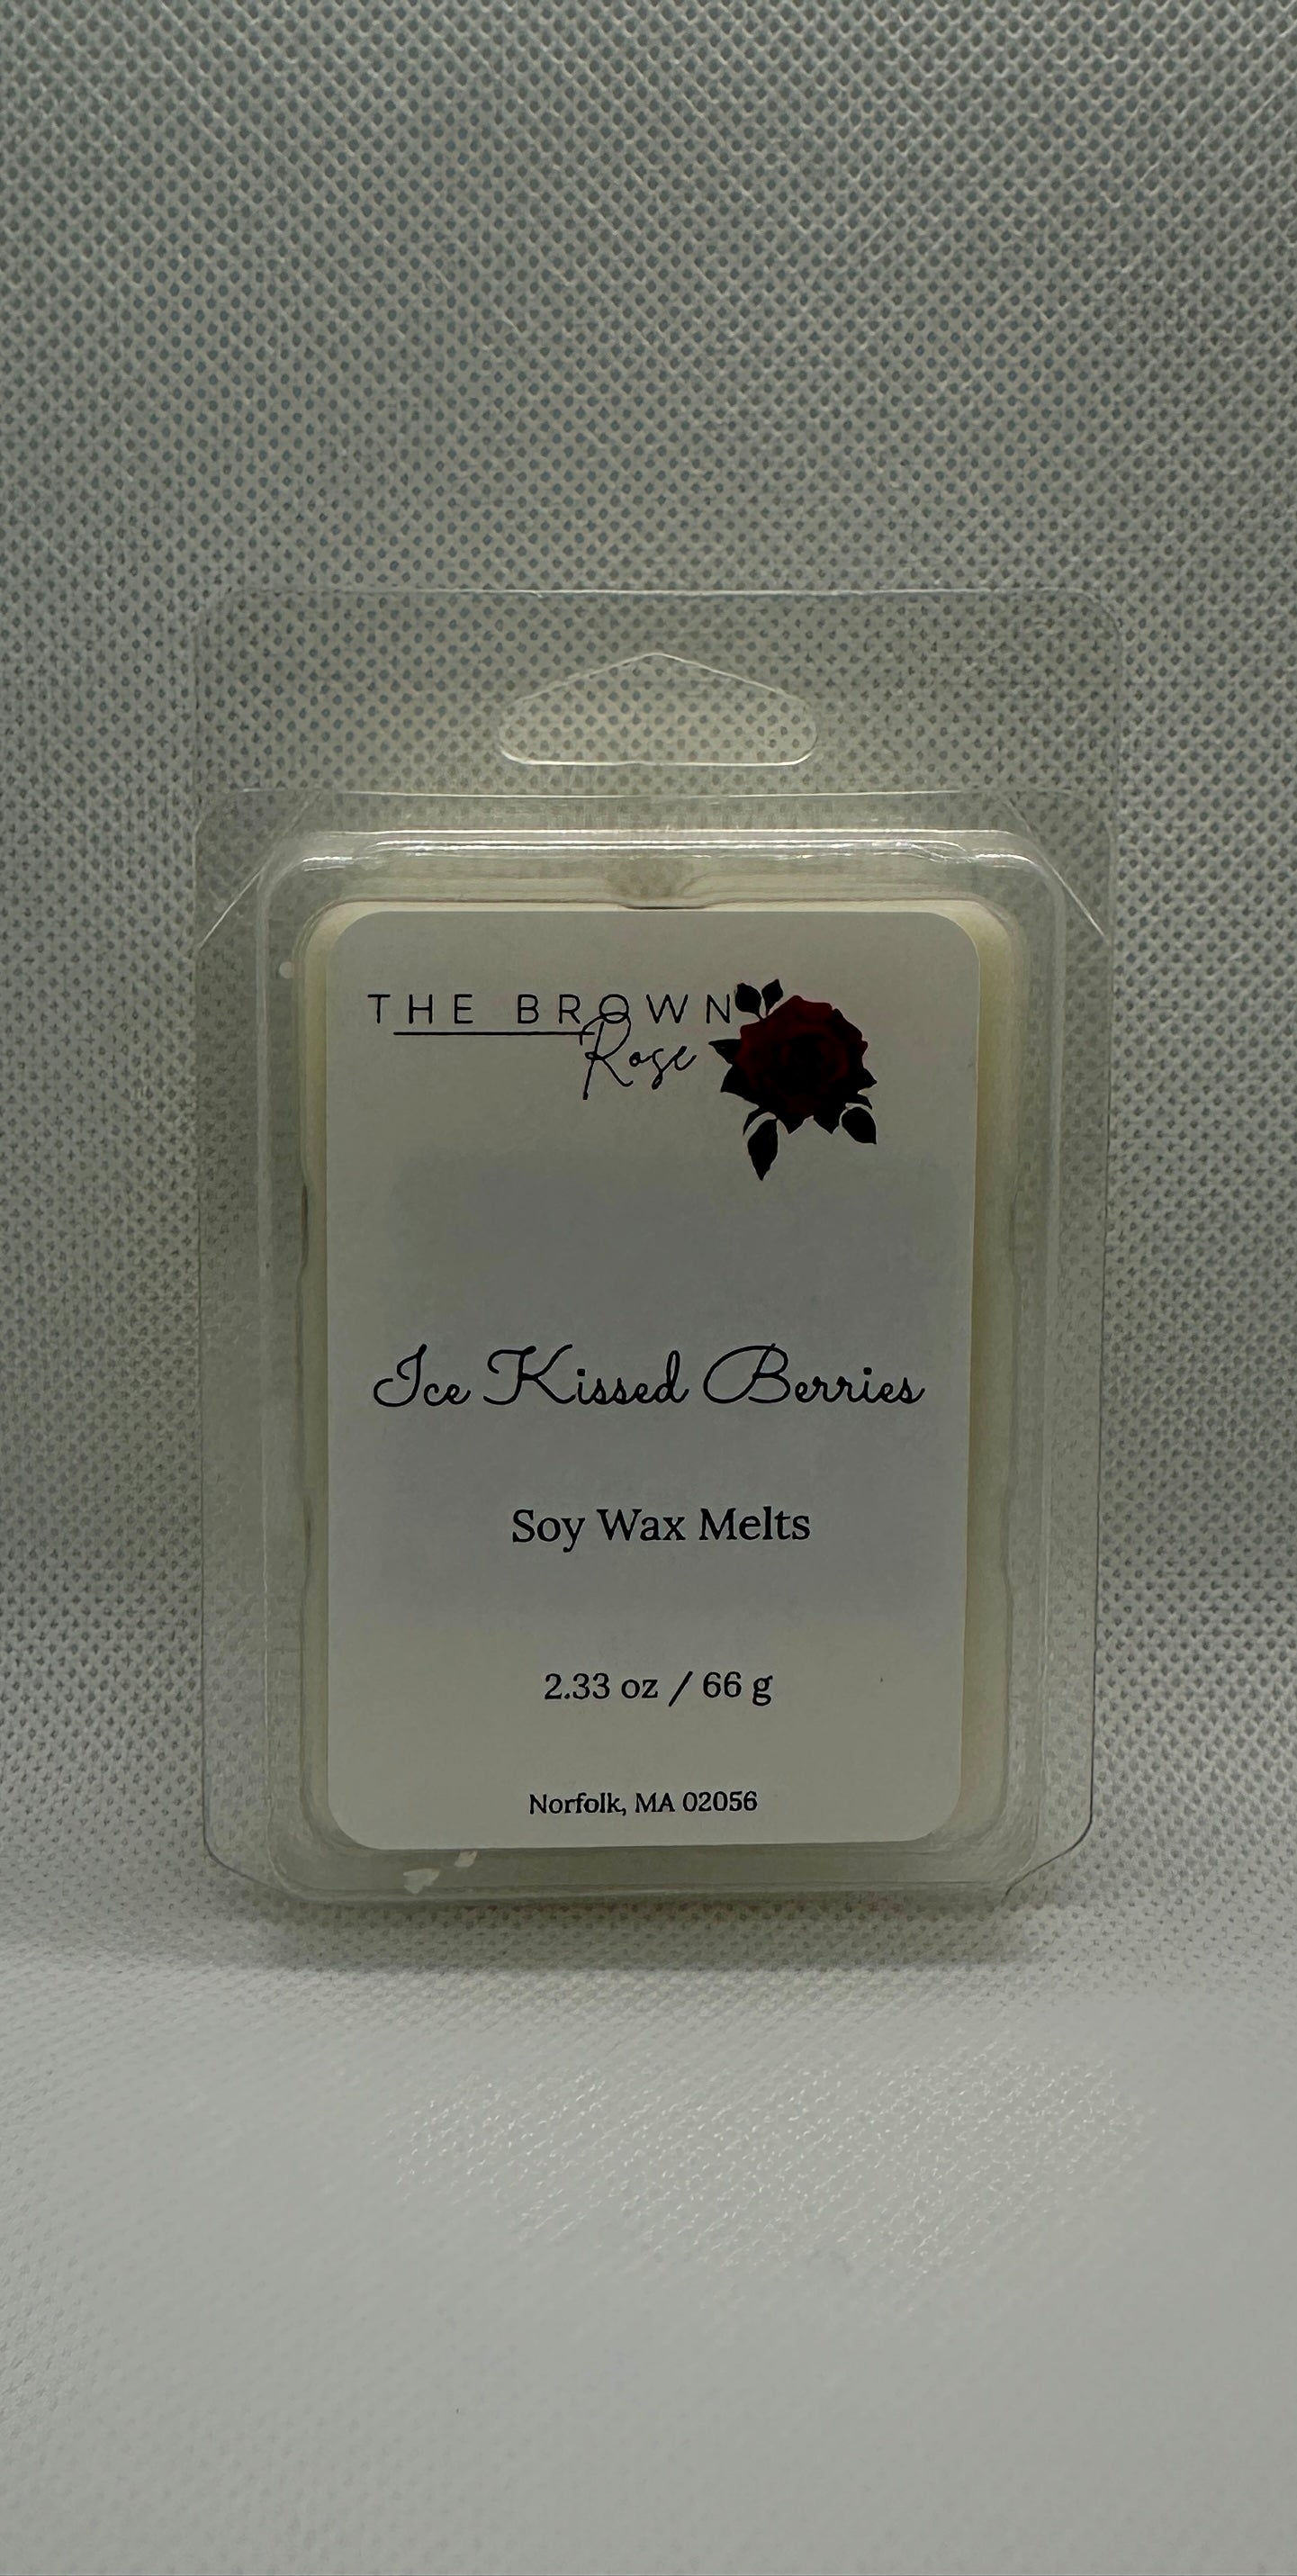 THE BROWN
Rose
Ice Kissed Berries
Soy Wax Melts
2.33 oz / 66 g
Norfolk, MA 02056